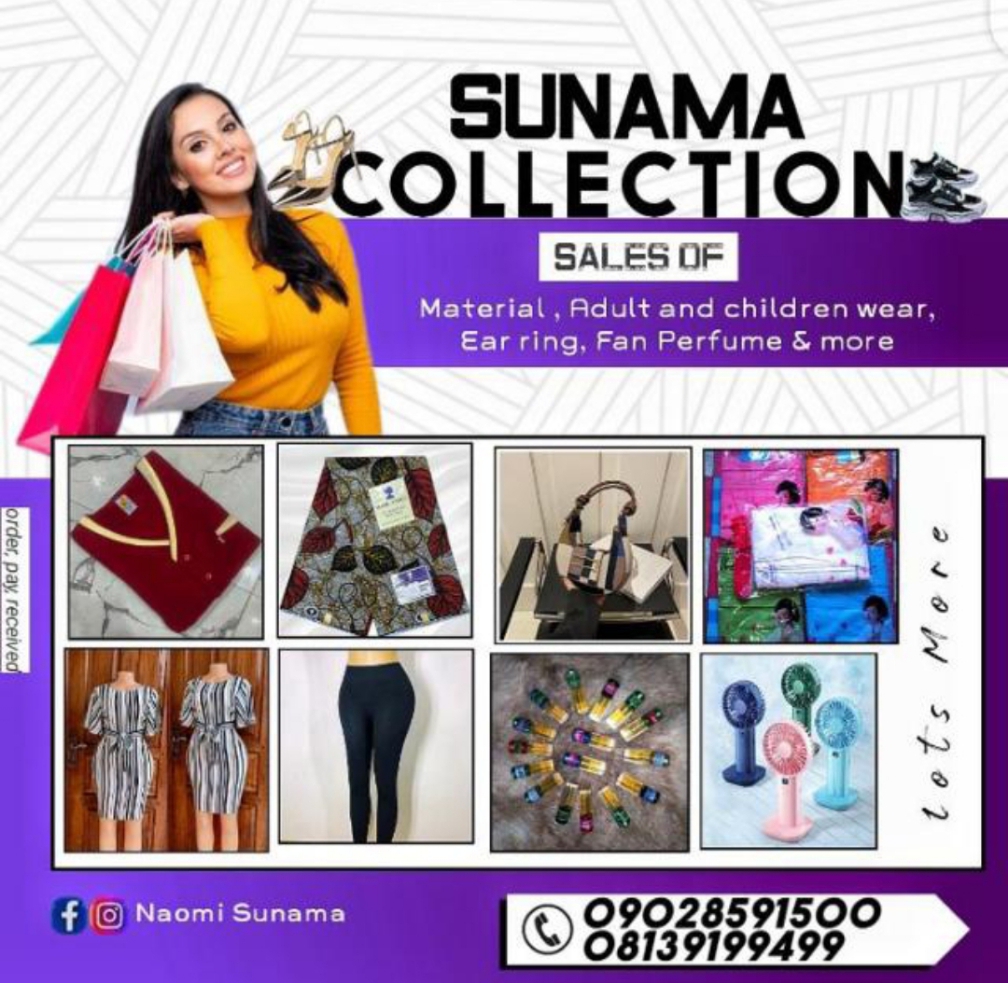 SUNAMA
COLLECTION
SALES OF
Material , Adult and children wear,
Ear ring, Fan Perfume & more
order, pay, received
Lots More
Naomi Sunama
09028591500
08139199499